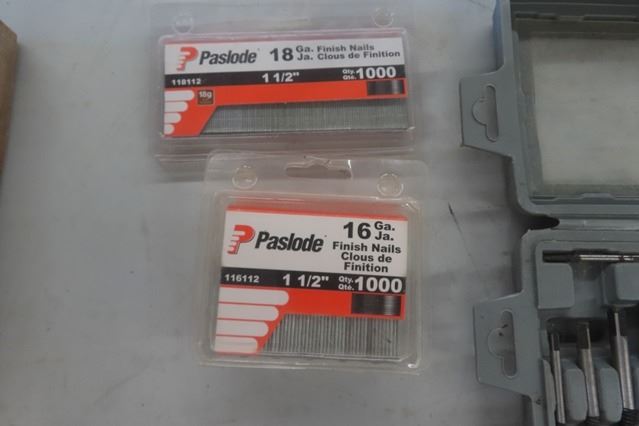 Paslode
18 Ga. Finish Nails
Ja. Clous de Finition
118112
1 1/2"
Qty. 1000
Qté.
18g
Paslode
16 Ga.
Ja.
Finish Nails
Clous de
Finition
116112
1 1/2"
Qty. 1000
Qté.